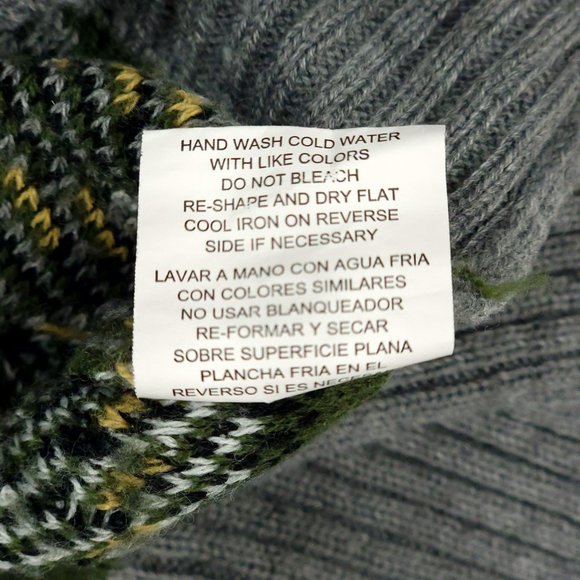 HAND WASH COLD WATER
WITH LIKE COLORS
DO NOT BLEACH
RE-SHAPE AND DRY FLAT
COOL IRON ON REVERSE
SIDE IF NECESSARY
LAVAR A MANO CON AGUA FRIA
CON COLORES SIMILARES
NO USAR BLANQUEADOR
RE-FORMAR Y SECAR
SOBRE SUPERFICIE PLANA
PLANCHA FRIA EN EL
REVERSO SI ES